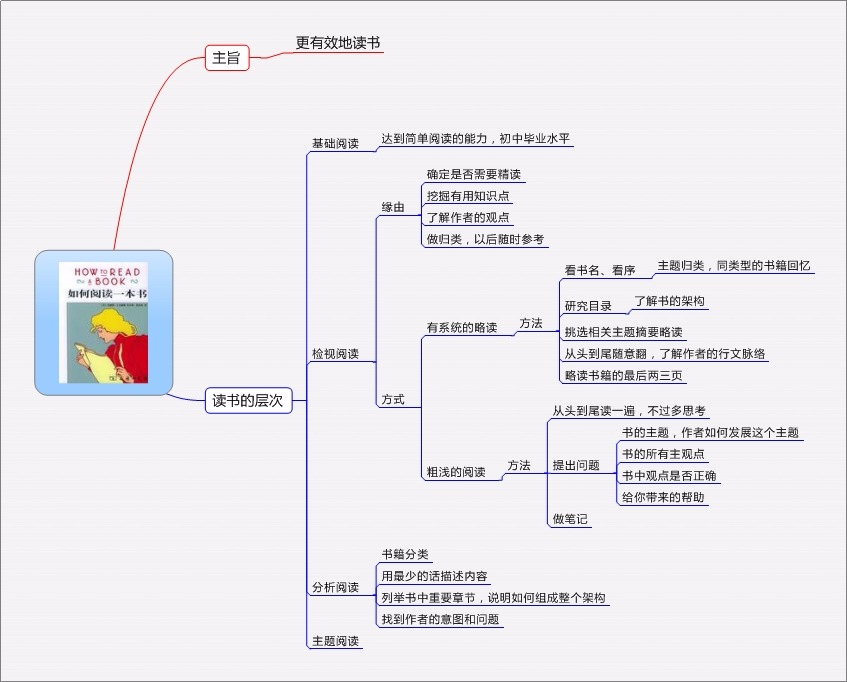 更有效地读书
主旨
基础阅读
达到简单阅读的能力，初中毕业水平
确定是否需要精读
挖掘有用知识点
缘由
了解作者的观点
做归类，以后随时参考
HOW TO READ
A BOOK
如何阅读一本书
看书名、看序
主题归类，同类型的书籍回忆
研究目录
了解书的架构
有系统的略读
方法
挑选相关主题摘要略读
从头到尾随意翻，了解作者的行文脉络
略读书籍的最后两三页
检视阅读
方式
读书的层次
从头到尾读一遍，不过多思考
书的主题，作者如何发展这个主题
书的所有主观点
粗浅的阅读
方法
提出问题
书中观点是否正确
给你带来的帮助
做笔记
书籍分类
用最少的话描述内容
分析阅读
列举书中重要章节，说明如何组成整个架构
找到作者的意图和问题
主题阅读